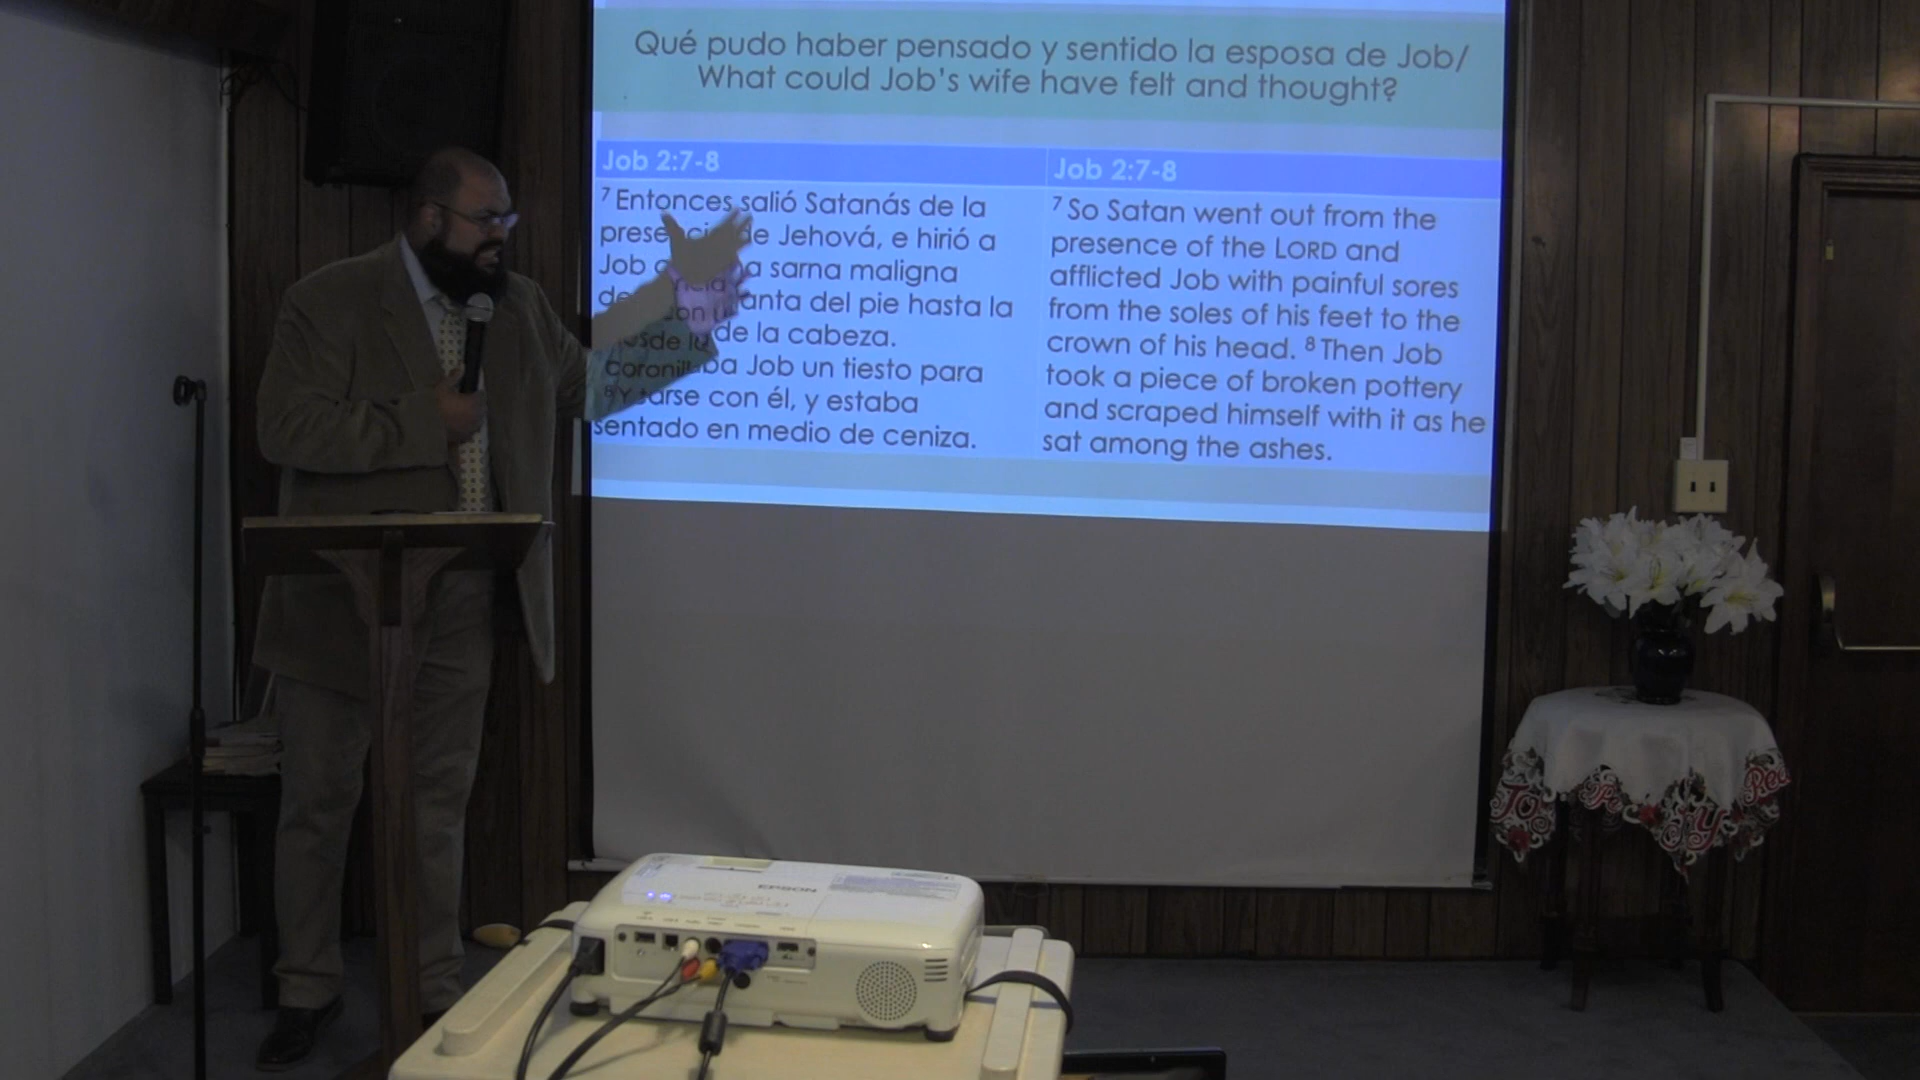 Qué pudo haber pensado y sentido la esposa de Job/
What could Job's wife have felt and thought?
Job 2:7-8
7 Entonces salió Satanás de la
de Jehová, e hirió a
Job sarna maligna
del pie hasta la
de la cabeza.
Job un tiesto para
con él, y estaba
sentado en medio de ceniza.
Job 2:7-8
7 So Satan went out from the
presence of the LORD and
afflicted Job with painful sores
from the soles of his feet to the
crown of his head. 8 Then Job
took a piece of broken pottery
and scraped himself with it as he
sat among the ashes.
EPSON